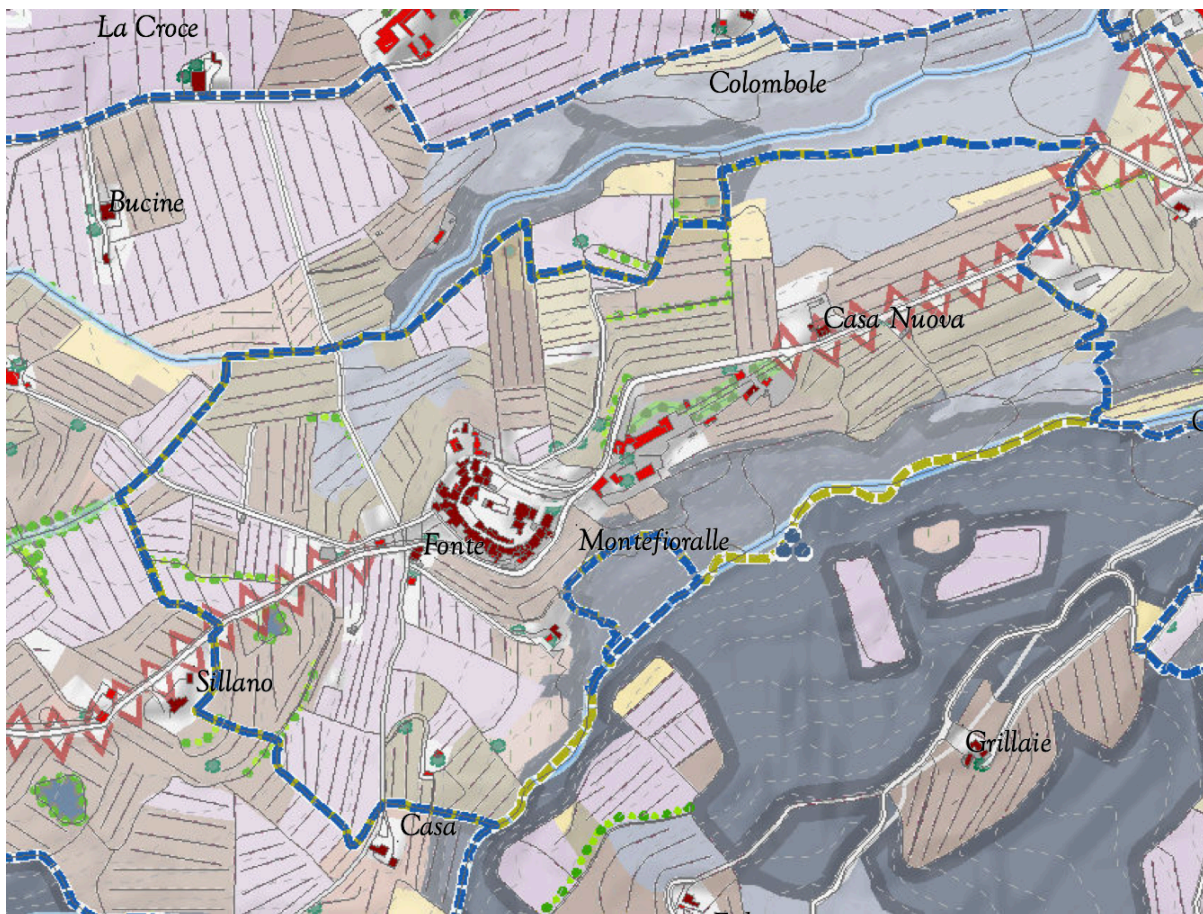 La Croce
Colombole
Bucine
Casa Nuova
Fonte
Montefioralle
Sillano
Grillaie
Casa